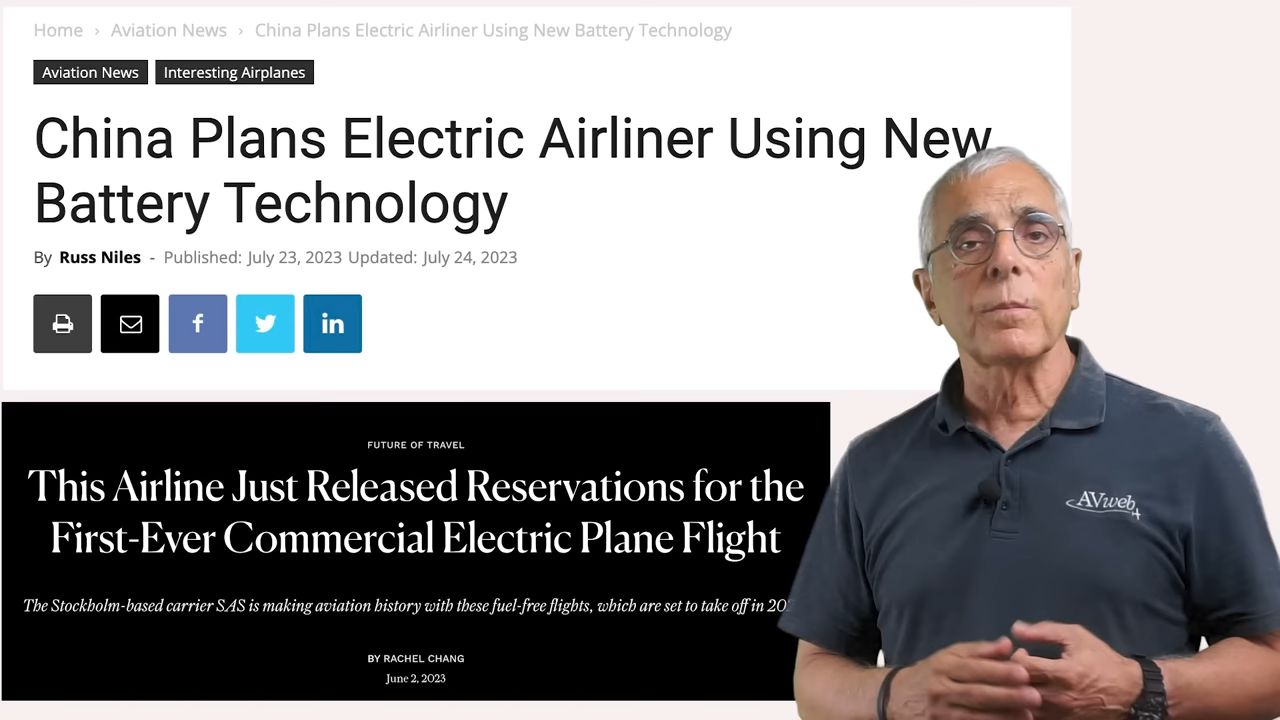 Home › Aviation News › China Plans Electric Airliner Using New Battery Technology
Aviation News Interesting Airplanes
China Plans Electric Airliner Using New
Battery Technology
By Russ Niles - Published: July 23, 2023 Updated: July 24, 2023
f in
FUTURE OF TRAVEL
This Airline Just Released Reservations for the
First-Ever Commercial Electric Plane Flight
The Stockholm-based carrier SAS is making aviation history with these fuel-free flights, which are set to take off in
BY RACHEL CHANG
June 2, 2023
AVweb